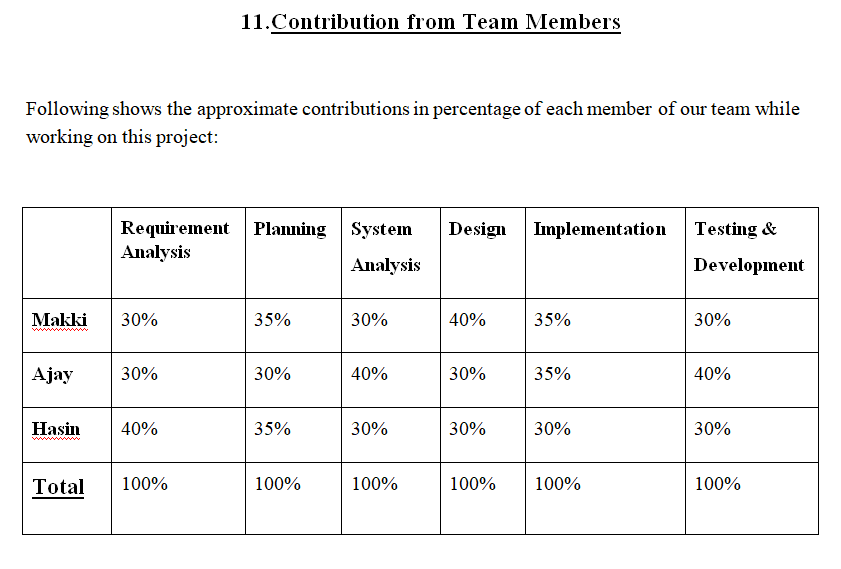 11.Contribution from Team Members
Following shows the approximate contributions in percentage of each member of our team while
working on this project:
Requirement Analysis Planning System Analysis Design Implementation Testing & Development
Makki 30% 35% 30% 40% 35% 30%
Ajay 30% 30% 40% 30% 35% 40%
Hasin 40% 35% 30% 30% 30% 30%
Total 100% 100% 100% 100% 100% 100%